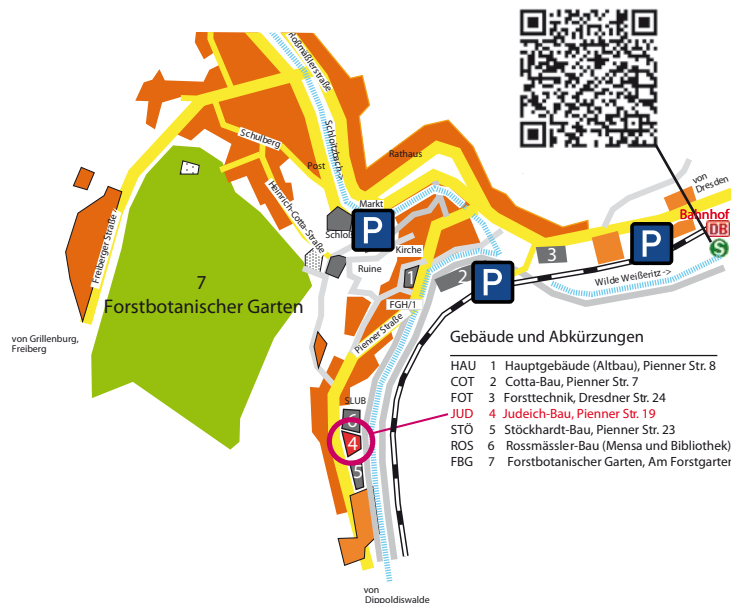 Roßmäßlerstraße
Schloitzbach->
Schulberg
Post
Rathaus
von
Dresden
Heinrich-Cotta-Straße
Markt
P
Bahnhof
DB
S
Schloß
Kirche
P
3
Freiberger Straße
Ruine
1
2
P
Wilde Weißeritz ->
7
Forstbotanischer Garten
FGH/1
Pienner Straße
von Grillenburg,
Freiberg
Gebäude und Abkürzungen
HAU 1 Hauptgebäude (Altbau), Pienner Str. 8
COT 2 Cotta-Bau, Pienner Str. 7
FOT 3 Forsttechnik, Dresdner Str. 24
JUD 4 Judeich-Bau, Pienner Str. 19
STÖ 5 Stöckhardt-Bau, Pienner Str. 23
ROS 6 Rossmässler-Bau (Mensa und Bibliothek)
FBG 7 Forstbotanischer Garten, Am Forstgarten
SLUB
6
4
5
von
Dippoldiswalde